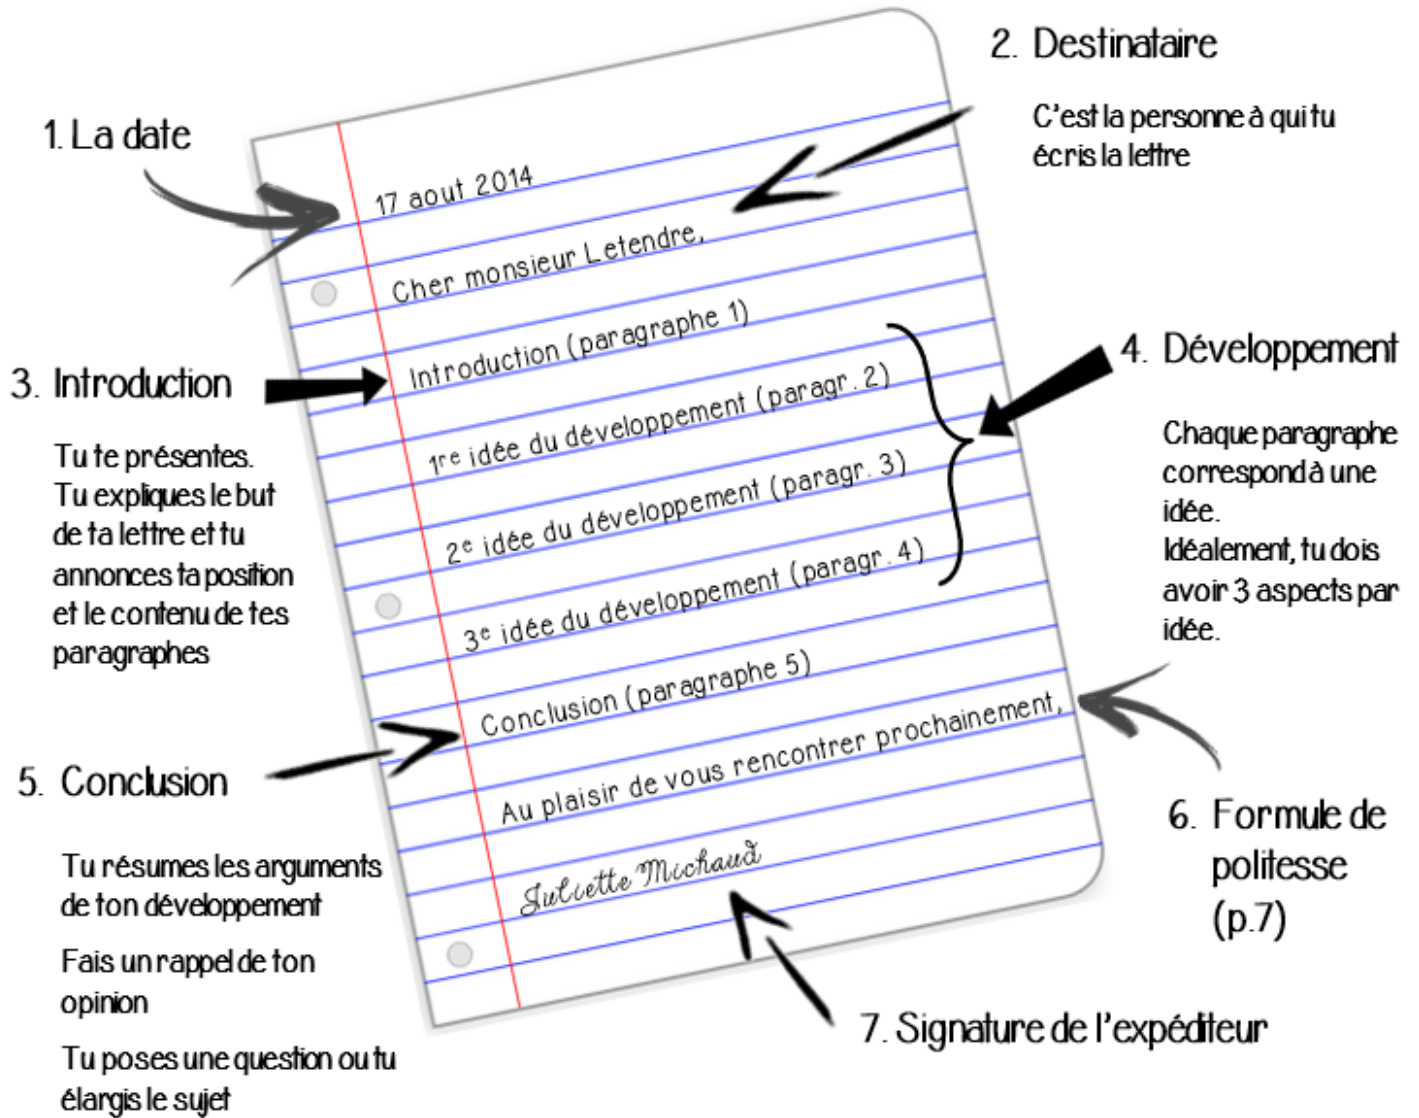 1. La date
2. Destinataire
C'est la personne à qui tu
écris la lettre
17 aout 2014
Cher monsieur Letendre,
Introduction (paragraphe 1)
1re idée du développement (paragr. 2)
2e idée du développement (paragr. 3)
3e idée du développement (paragr. 4)
Conclusion (paragraphe 5)
Au plaisir de vous rencontrer prochainement,
Juliette Michaud
3. Introduction
Tu te présentes.
Tu expliques le but
de ta lettre et tu
annonces ta position
et le contenu de tes
paragraphes
4. Développement
Chaque paragraphe
correspond à une
idée.
Idéalement, tu dois
avoir 3 aspects par
idée.
5. Conclusion
Tu résumes les arguments
de ton développement
Fais un rappel de ton
opinion
Tu poses une question ou tu
élargis le sujet
6. Formule de
politesse
(p.7)
7. Signature de l'expéditeur